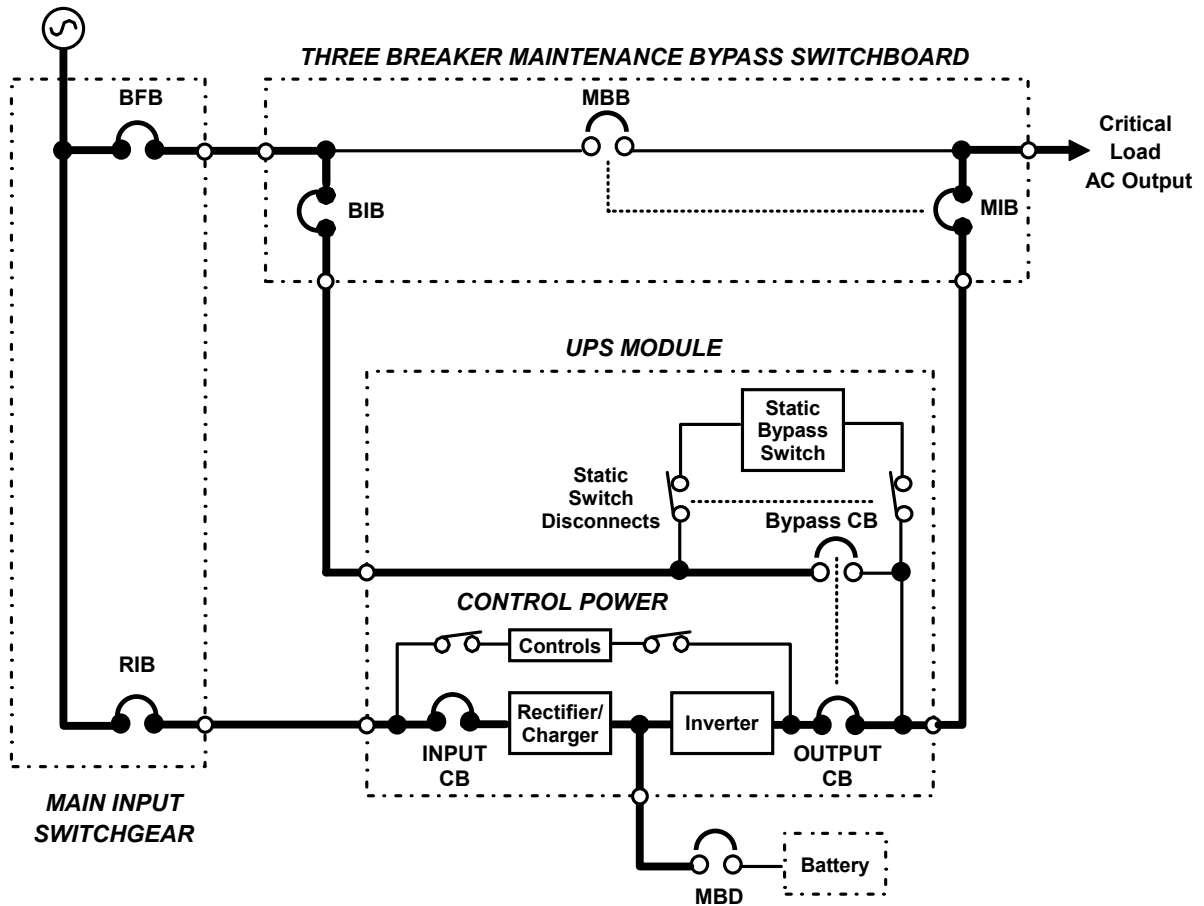 THREE BREAKER MAINTENANCE BYPASS SWITCHBOARD
BFB
MBB
Critical
Load
AC Output
BIB
MIB
UPS MODULE
Static
Bypass
Switch
Static
Switch
Disconnects
Bypass CB
CONTROL POWER
Controls
RIB
Rectifier/
Charger
Inverter
INPUT
CB
OUTPUT
CB
MAIN INPUT
SWITCHGEAR
Battery
MBD